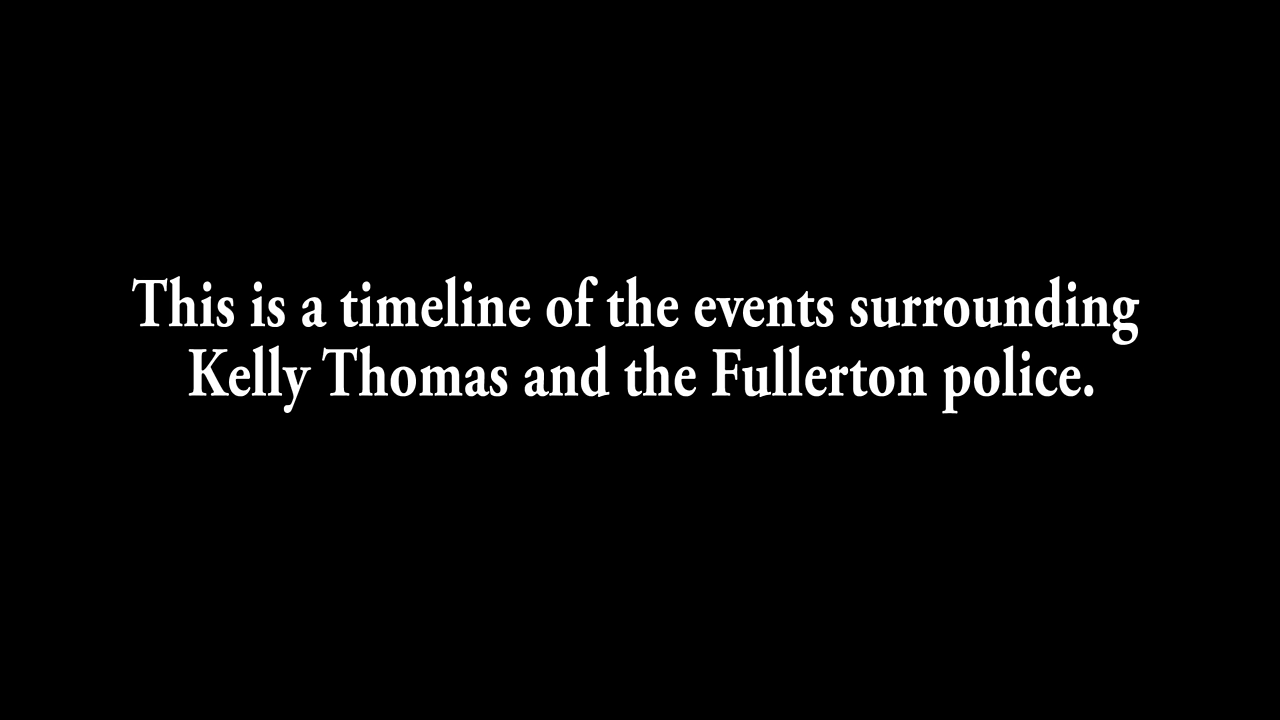 This is a timeline of the events surrounding
Kelly Thomas and the Fullerton police.